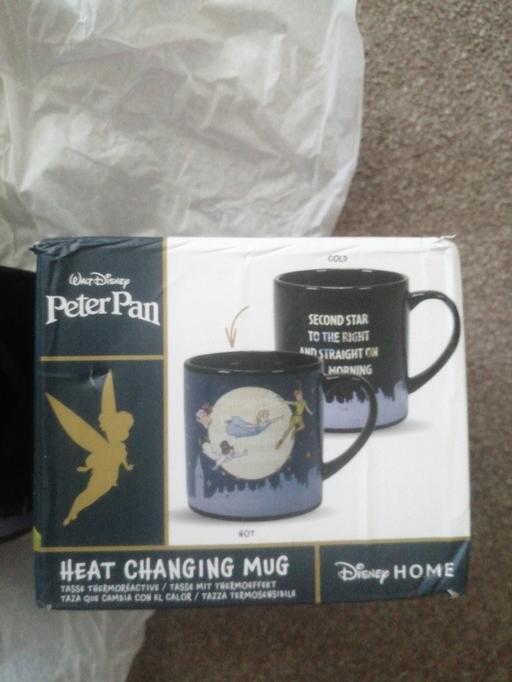 WALT DISNEY
Peter Pan
COLD
SECOND STAR
TO THE RIGHT
AND STRAIGHT ON
MORNING
HOT
HEAT CHANGING MUG
TASSE THERMORÉACTIVE / TASSE MIT THERMOEFFEKT
TAZA QUE CAMBIA CON EL CALOR / TAZZA TERMOSENSIBILE
Disney HOME